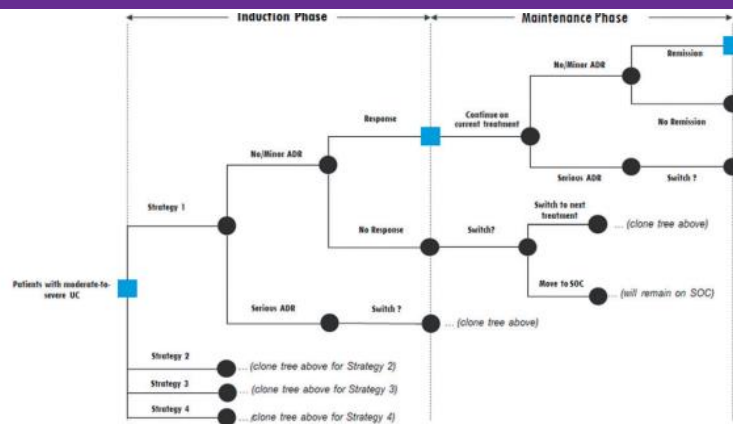 Induction Phase
Maintenance Phase
Remission
No/Minor ADR
No Remission
Response
Continue on
current treatment
Serious ADR
Switch ?
No/Minor ADR
Strategy 1
No Response
Switch?
Switch to next
treatment
... (clone tree above)
Move to SOC
... (will remain on SOC)
Patients with moderate-to-
severe UC
Serious ADR
Switch ?
... (clone tree above)
Strategy 2
... (clone tree above for Strategy 2)
Strategy 3
... (clone tree above for Strategy 3)
Strategy 4
... (clone tree above for Strategy 4)